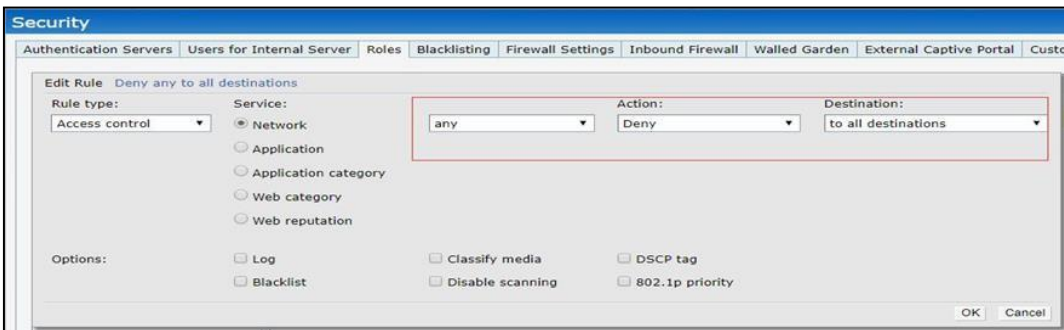 Security
Authentication Servers Users for Internal Server Roles Blacklisting Firewall Settings Inbound Firewall Walled Garden External Captive Portal Custo
Edit Rule Deny any to all destinations
Rule type: Service: Action: Destination:
Access control Network any Deny to all destinations
Application
Application category
Web category
Web reputation
Options: Log Classify media DSCP tag
Blacklist Disable scanning 802.1p priority
OK Cancel